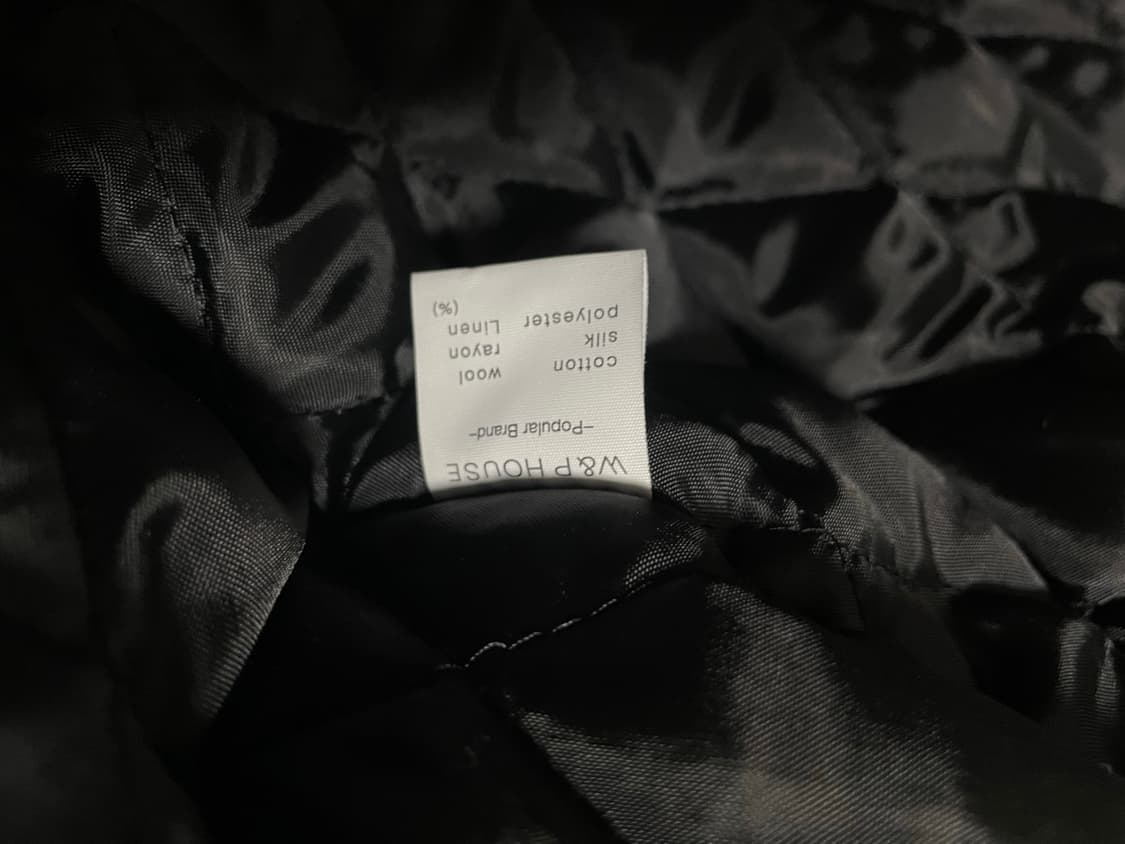 W&P HOUSE
-Popular Brand-
cotton wool
silk rayon
polyester Linen
(%)